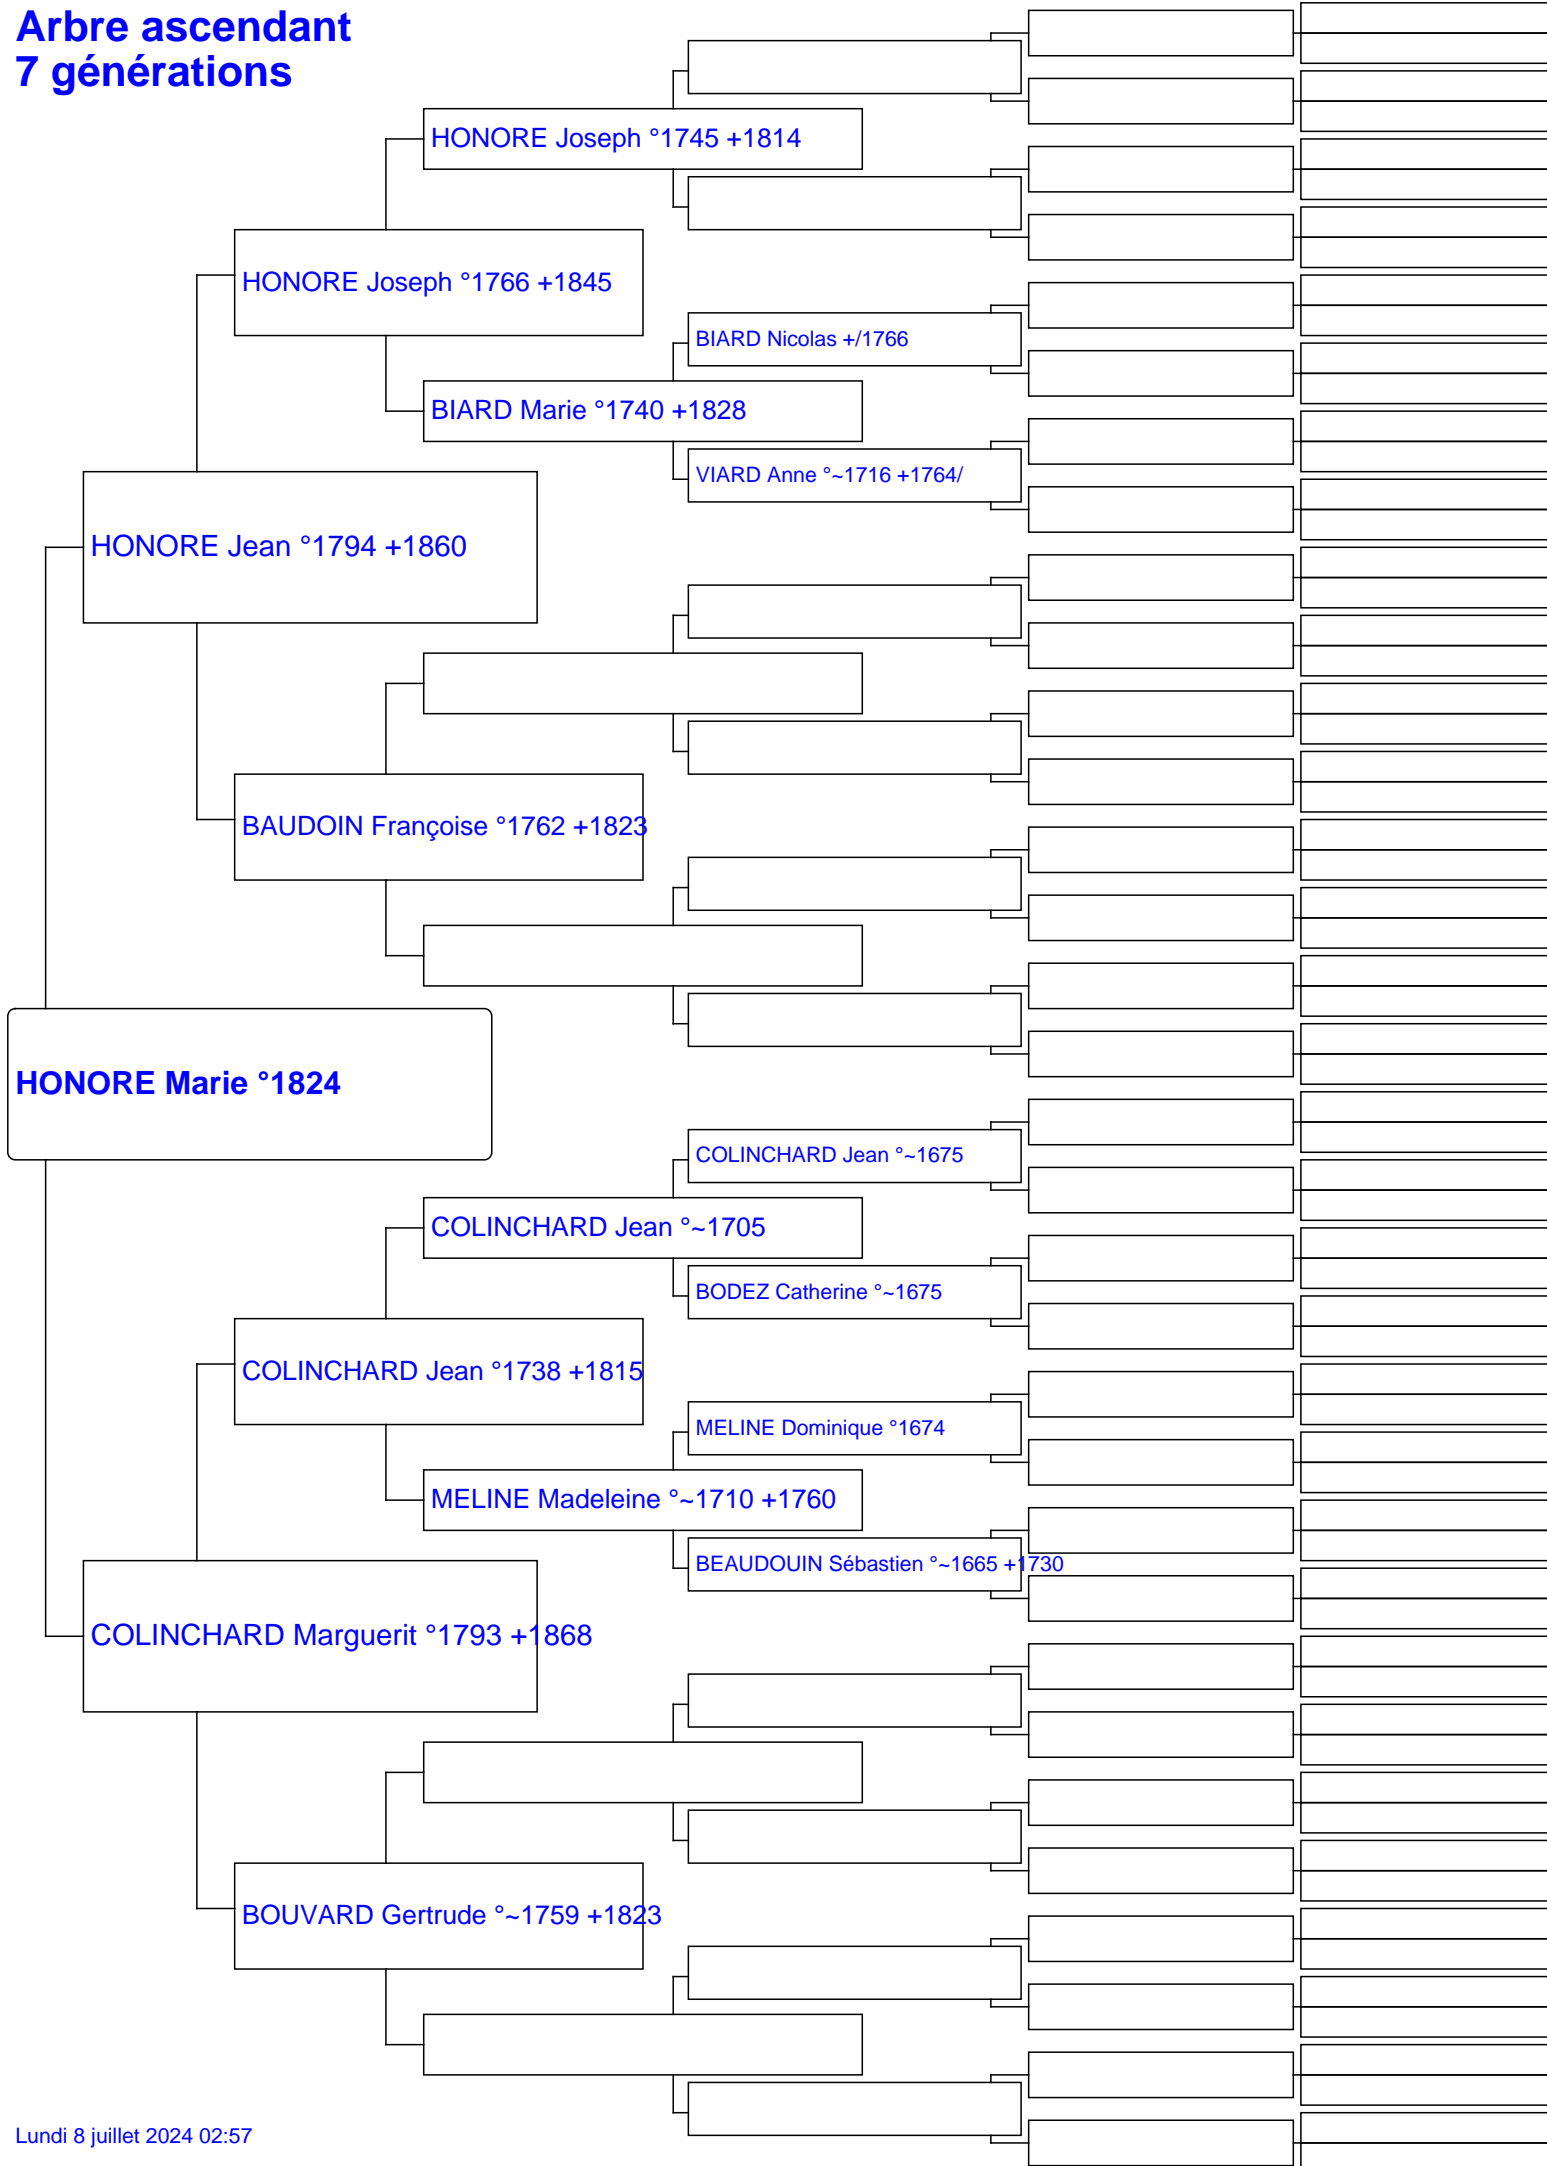 Arbre ascendant
7 générations
HONORE Joseph °1745 +1814
HONORE Joseph °1766 +1845
BIARD Nicolas +/1766
BIARD Marie °1740 +1828
VIARD Anne °~1716 +1764/
HONORE Jean °1794 +1860
BAUDOIN Françoise °1762 +1823
HONORE Marie °1824
COLINCHARD Jean °~1675
COLINCHARD Jean °~1705
BODEZ Catherine °~1675
COLINCHARD Jean °1738 +1815
MELINE Dominique °1674
MELINE Madeleine °~1710 +1760
BEAUDOUIN Sébastien °~1665 +1730
COLINCHARD Marguerit °1793 +1868
BOUVARD Gertrude °~1759 +1823
Lundi 8 juillet 2024 02:57